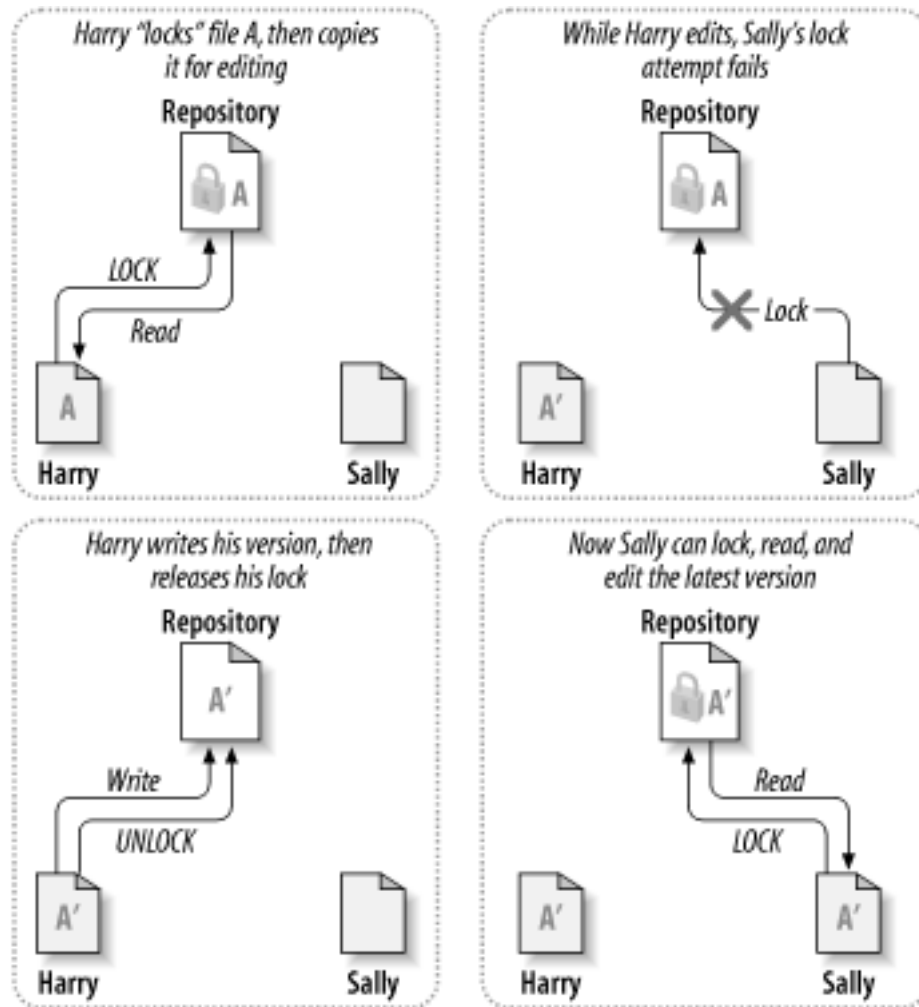 Harry “locks” file A, then copies
it for editing
Repository
A
LOCK
Read
A
Harry
Sally
While Harry edits, Sally’s lock
attempt fails
Repository
A
Lock
A′
Harry
Sally
Harry writes his version, then
releases his lock
Repository
A′
Write
UNLOCK
A′
Harry
Sally
Now Sally can lock, read, and
edit the latest version
Repository
A′
Read
LOCK
A′
A′
Harry
Sally